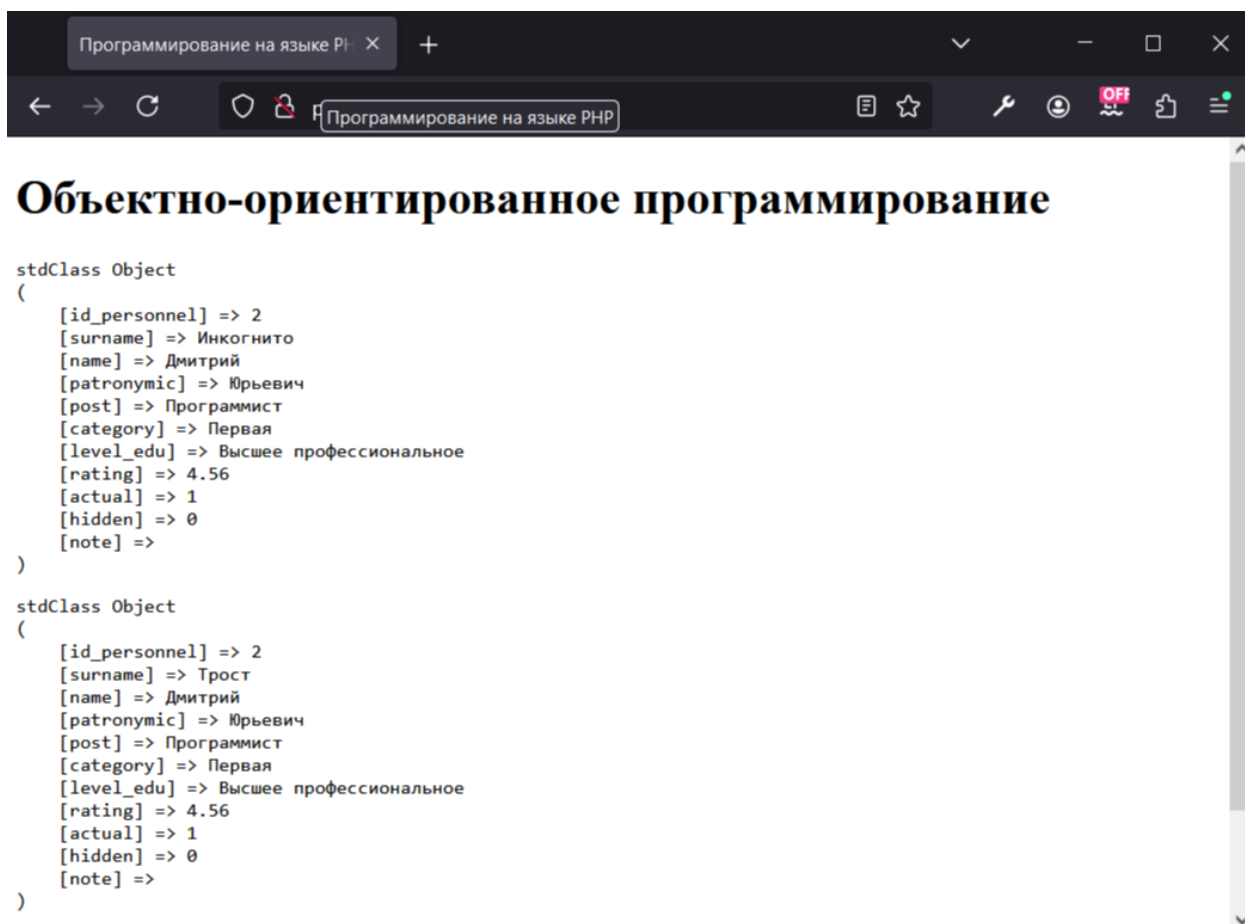 Программирование на языке PH
OFF
Программирование на языке PHP
Объектно-ориентированное программирование
stdClass Object
(
    [id_personnel] => 2
    [surname] => Инкогнито
    [name] => Дмитрий
    [patronymic] => Юрьевич
    [post] => Программист
    [category] => Первая
    [level_edu] => Высшее профессиональное
    [rating] => 4.56
    [actual] => 1
    [hidden] => 0
    [note] =>
)
stdClass Object
(
    [id_personnel] => 2
    [surname] => Трост
    [name] => Дмитрий
    [patronymic] => Юрьевич
    [post] => Программист
    [category] => Первая
    [level_edu] => Высшее профессиональное
    [rating] => 4.56
    [actual] => 1
    [hidden] => 0
    [note] =>
)